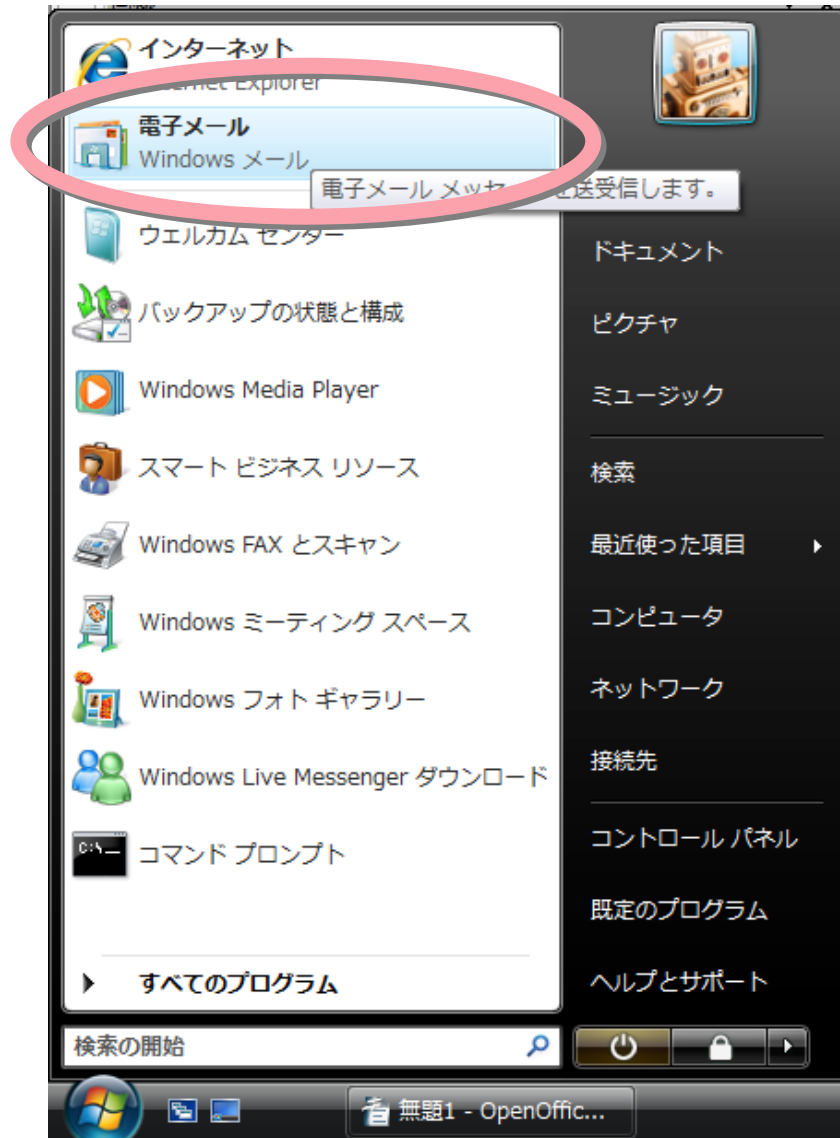 インターネット
Internet Explorer
電子メール
Windows メール
電子メール メッセ を送受信します。
ウェルカム センター
バックアップの状態と構成
Windows Media Player
スマート ビジネス リソース
Windows FAX とスキャン
Windows ミーティング スペース
Windows フォト ギャラリー
Windows Live Messenger ダウンロード
C:\
コマンド プロンプト
すべてのプログラム
検索の開始
ドキュメント
ピクチャ
ミュージック
検索
最近使った項目
コンピュータ
ネットワーク
接続先
コントロール パネル
既定のプログラム
ヘルプとサポート
無題1 - OpenOffic...